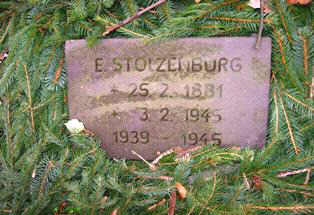 E. STOLZENBURG
* 25. 2. 1881
+ 3. 2. 1945
1939 - 1945